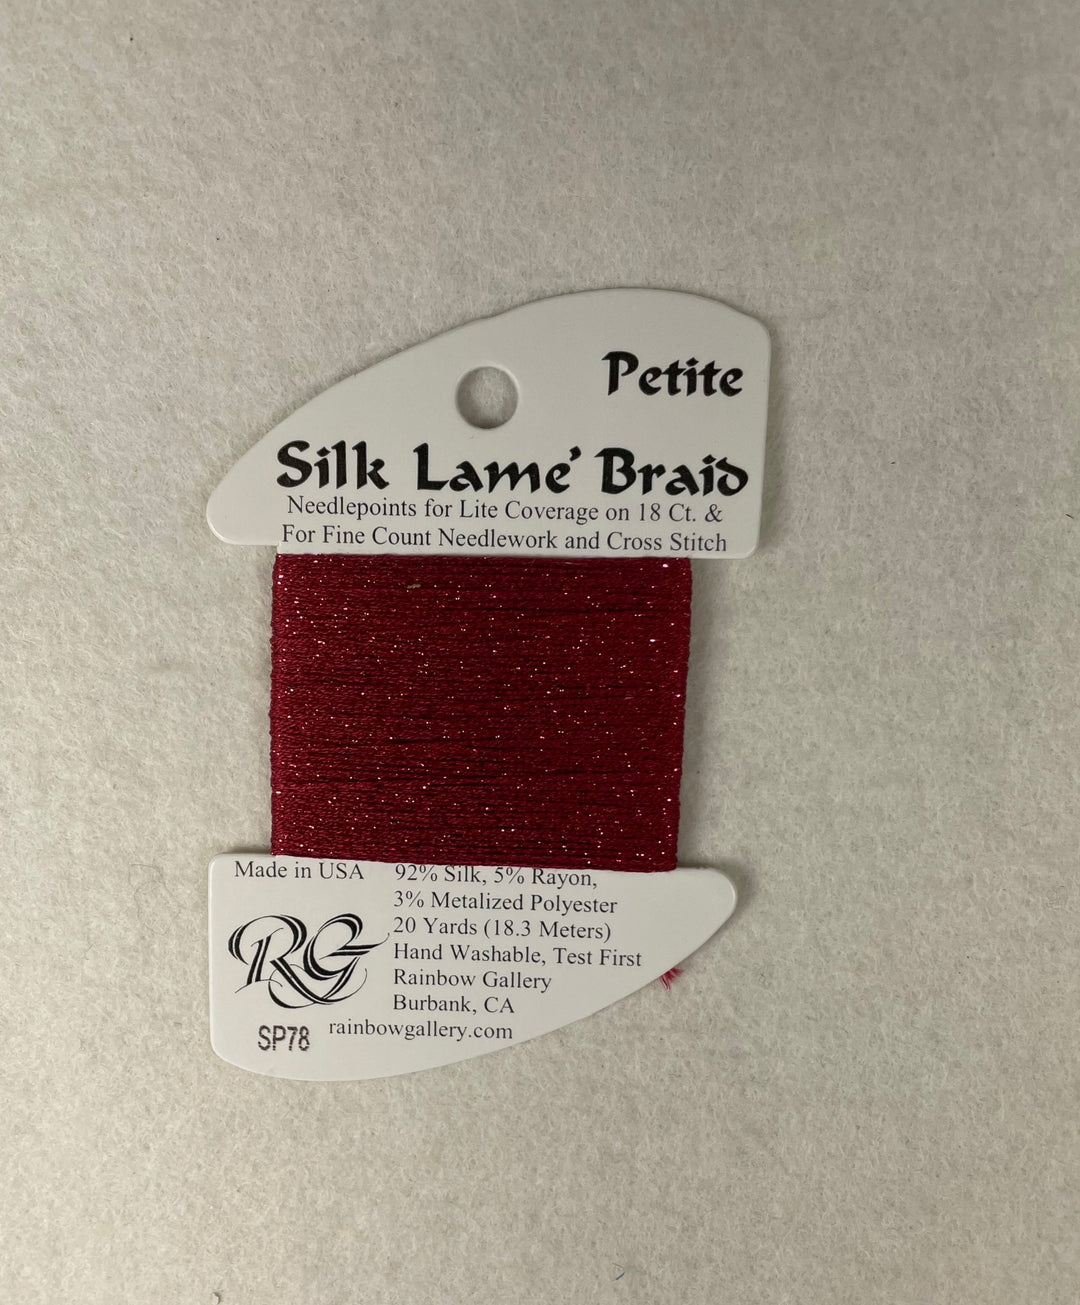 Petite
Silk Lame' Braid
Needlepoints for Lite Coverage on 18 Ct. &
For Fine Count Needlework and Cross Stitch
Made in USA
92% Silk, 5% Rayon,
3% Metalized Polyester
20 Yards (18.3 Meters)
Hand Washable, Test First
Rainbow Gallery
Burbank, CA
rainbowgallery.com
RG
SP78